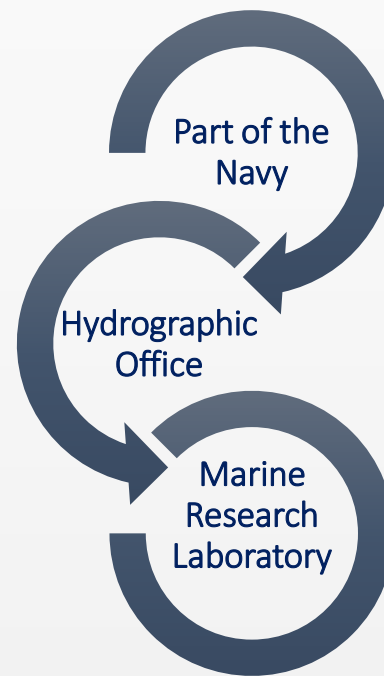 Part of the
Navy
Hydrographic
Office
Marine
Research
Laboratory